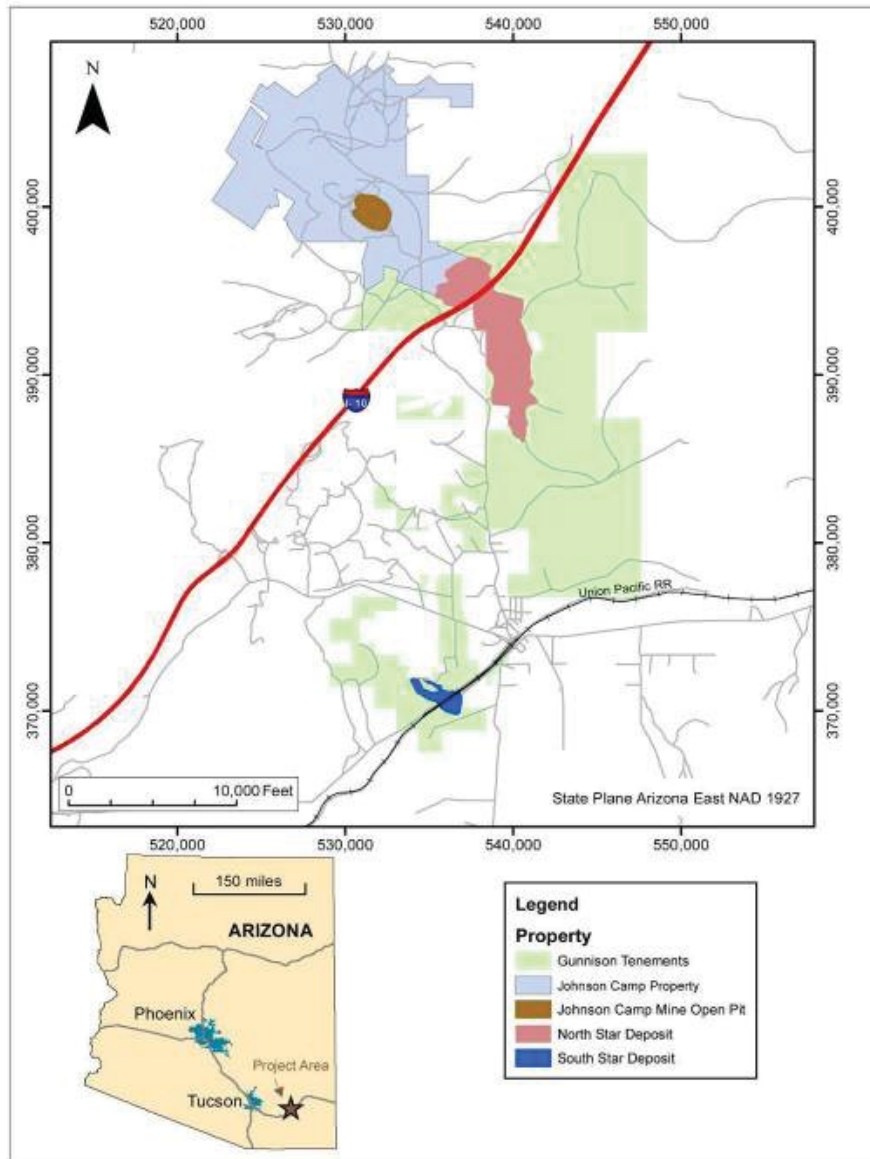 520,000
530,000
540,000
550,000
N
400,000
400,000
390,000
390,000
I-10
380,000
380,000
Union Pacific RR
370,000
370,000
0
10,000 Feet
State Plane Arizona East NAD 1927
520,000
530,000
540,000
550,000
N
150 miles
ARIZONA
Phoenix
Project Area
Tucson
Legend
Property
Gunnison Tenements
Johnson Camp Property
Johnson Camp Mine Open Pit
North Star Deposit
South Star Deposit